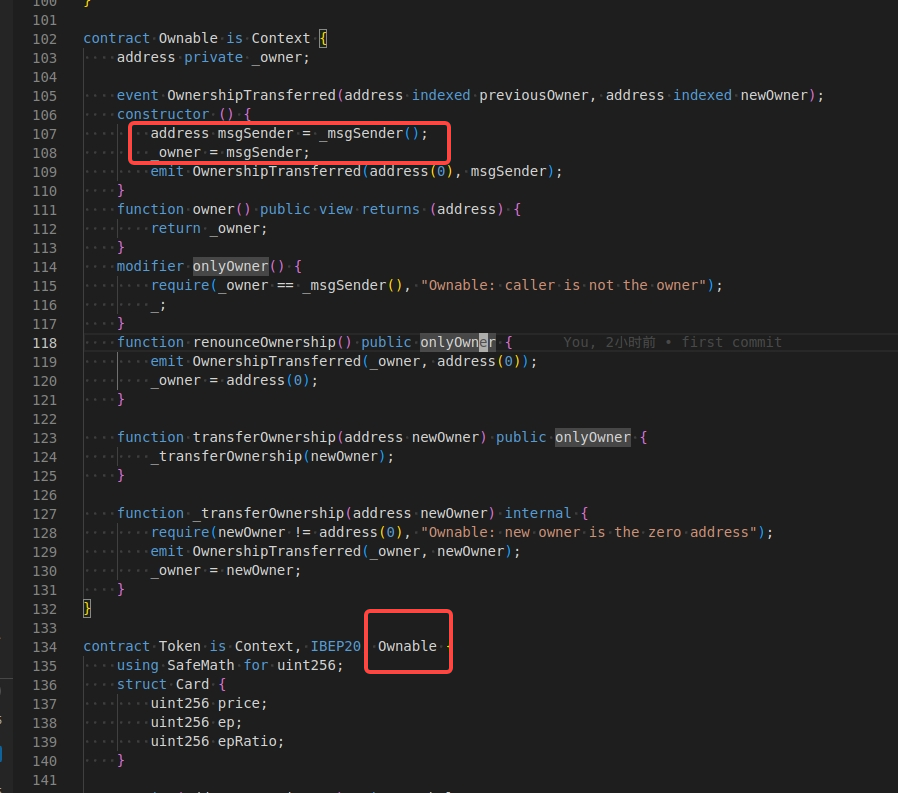 100 }
101
102 contract Ownable is Context {
103 address private _owner;
104
105 event OwnershipTransferred(address indexed previousOwner, address indexed newOwner);
106 constructor () {
107 address msgSender = _msgSender();
108 _owner = msgSender;
109 emit OwnershipTransferred(address(0), msgSender);
110 }
111 function owner() public view returns (address) {
112 return _owner;
113 }
114 modifier onlyOwner() {
115 require(_owner == _msgSender(), "Ownable: caller is not the owner");
116 _;
117 }
118 function renounceOwnership() public onlyOwner { You, 2小时前 • first commit
119 emit OwnershipTransferred(_owner, address(0));
120 _owner = address(0);
121 }
122
123 function transferOwnership(address newOwner) public onlyOwner {
124 _transferOwnership(newOwner);
125 }
126
127 function _transferOwnership(address newOwner) internal {
128 require(newOwner != address(0), "Ownable: new owner is the zero address");
129 emit OwnershipTransferred(_owner, newOwner);
130 _owner = newOwner;
131 }
132 }
133
134 contract Token is Context, IBEP20 Ownable {
135 using SafeMath for uint256;
136 struct Card {
137 uint256 price;
138 uint256 ep;
139 uint256 epRatio;
140 }
141